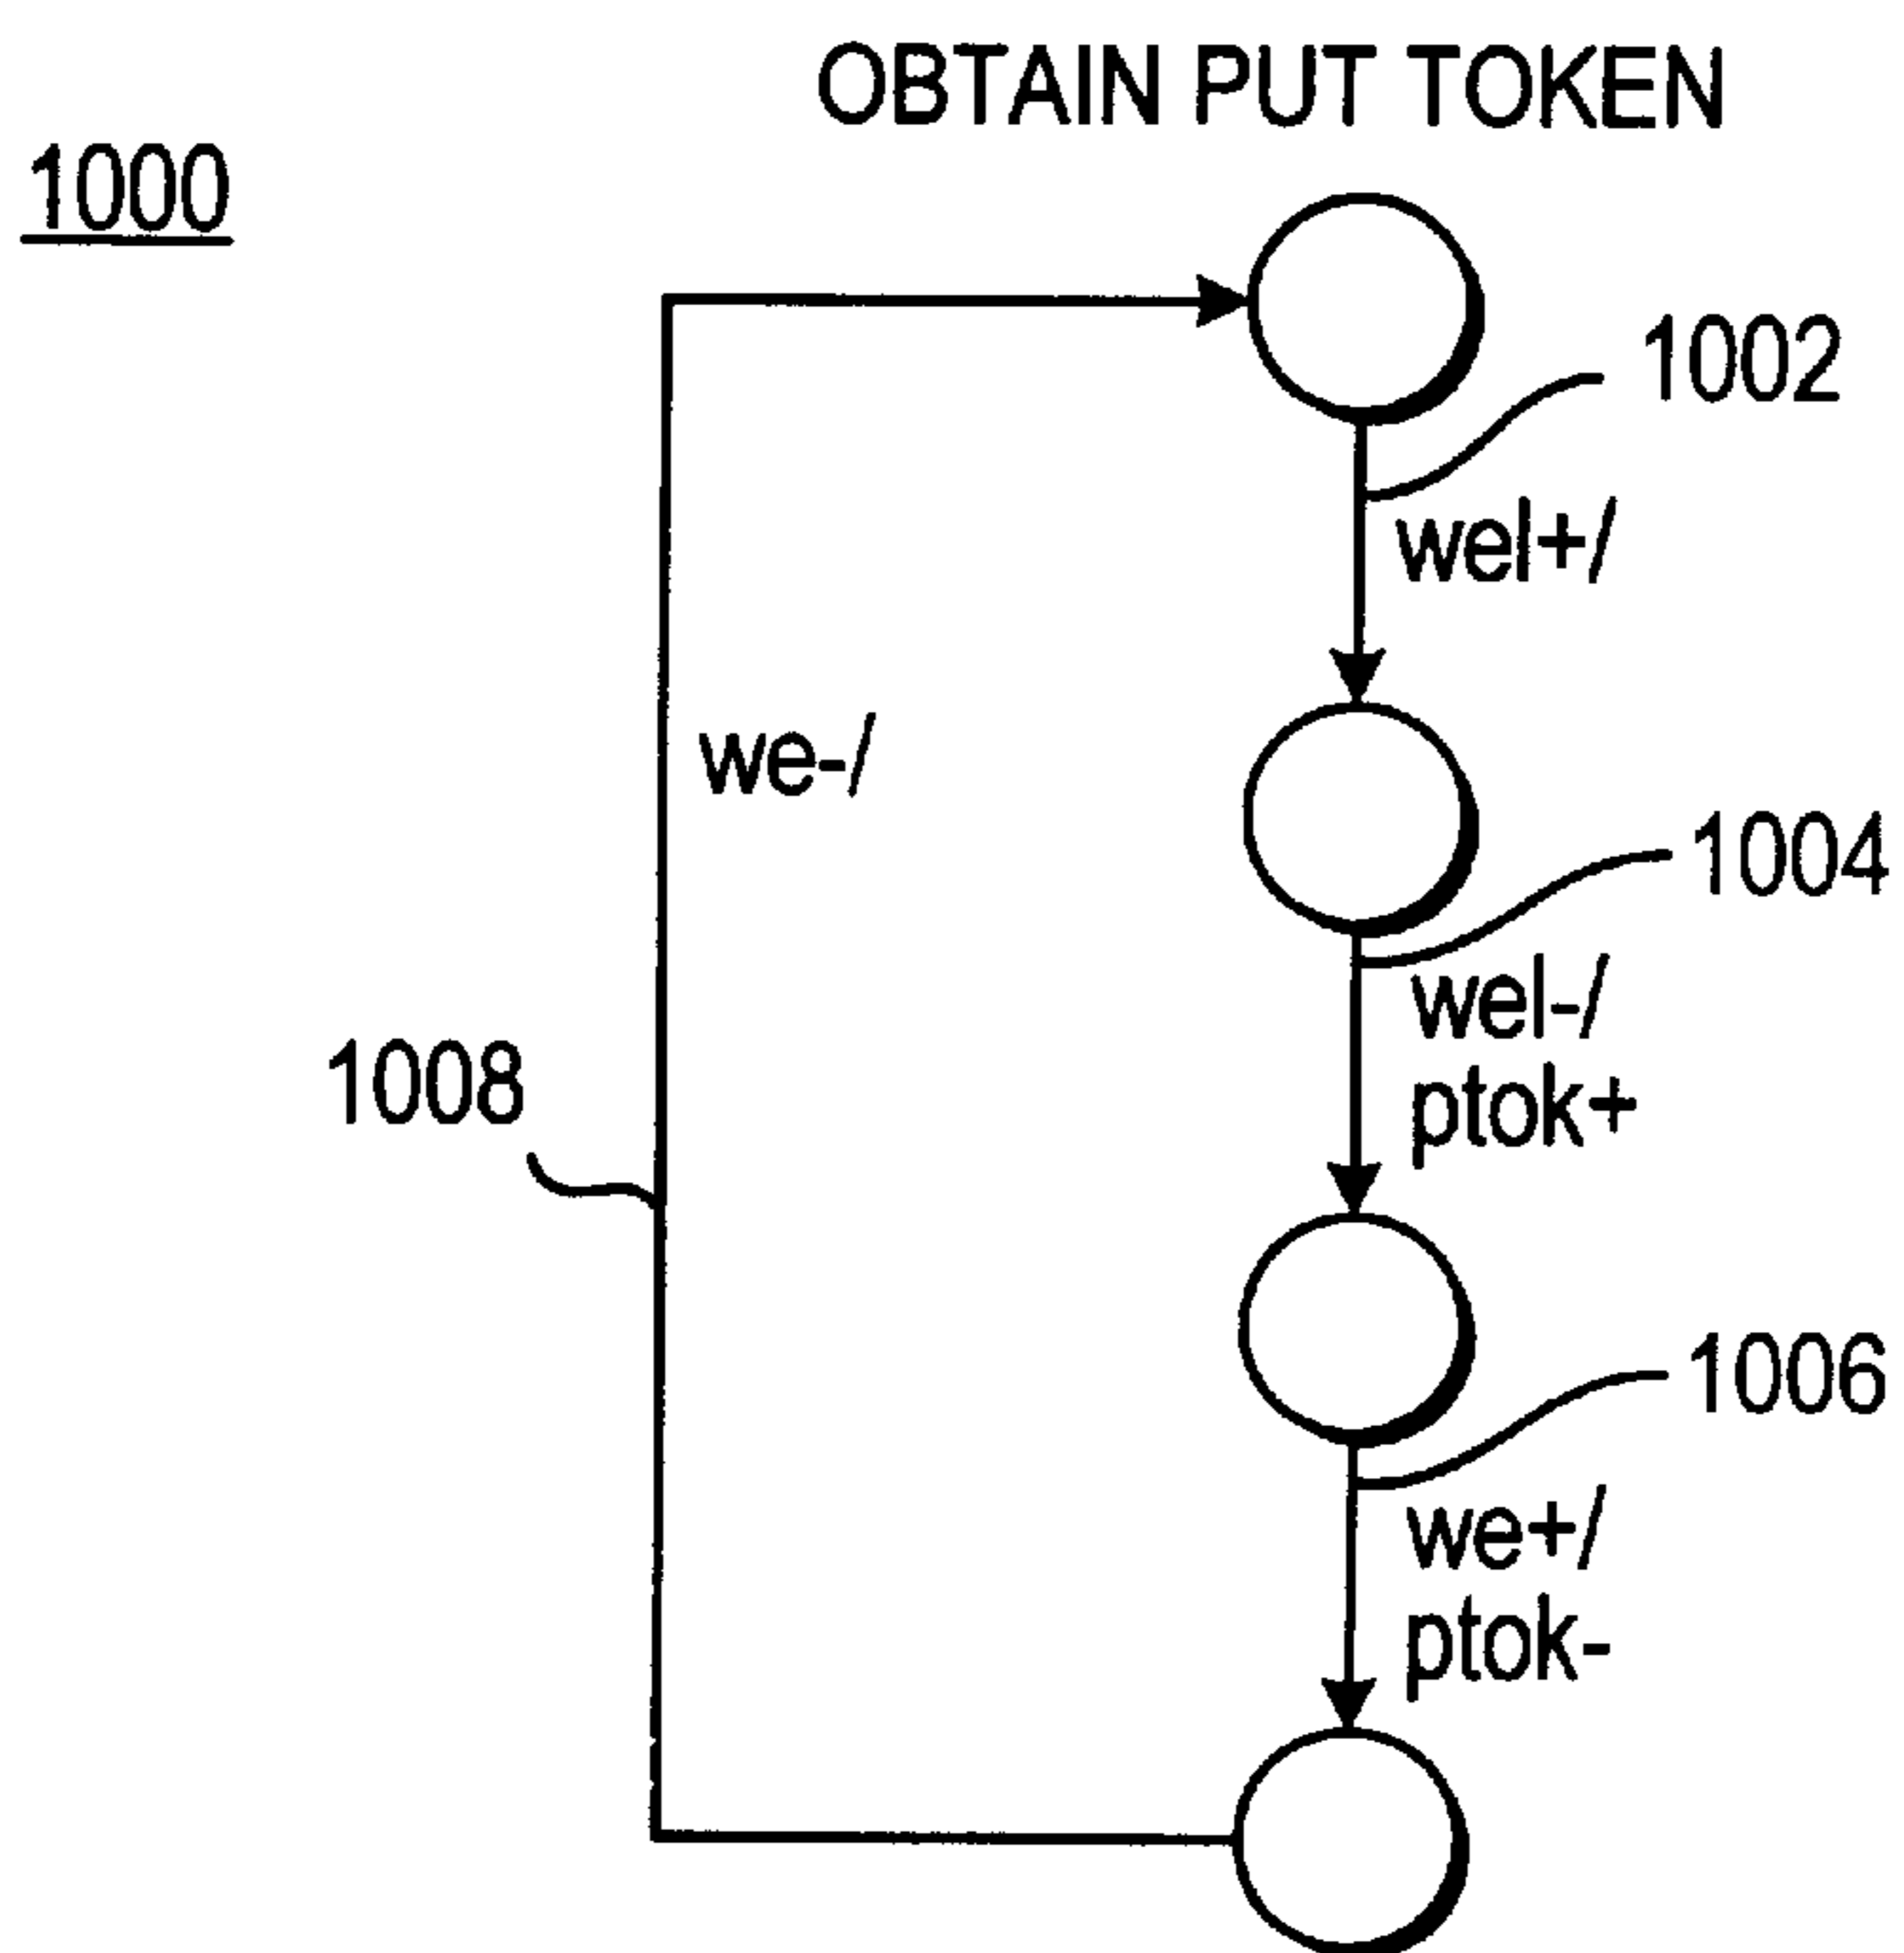 OBTAIN PUT TOKEN
1000
1002
wel+/
we-/
1004
wel-/
ptok+
1008
1006
we+/
ptok-